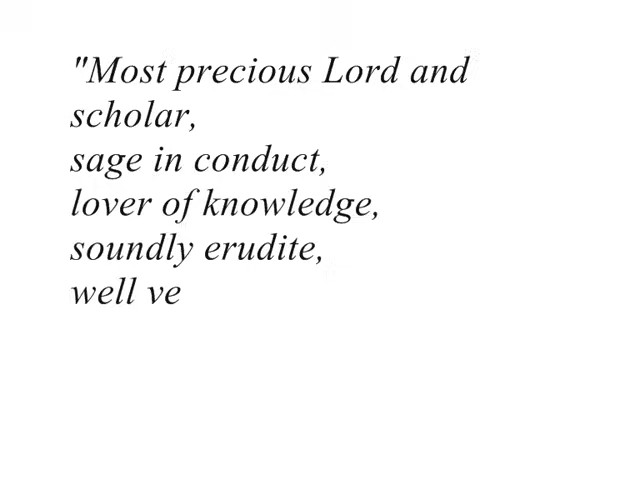 "Most precious Lord and
scholar,
sage in conduct,
lover of knowledge,
soundly erudite,
well ve